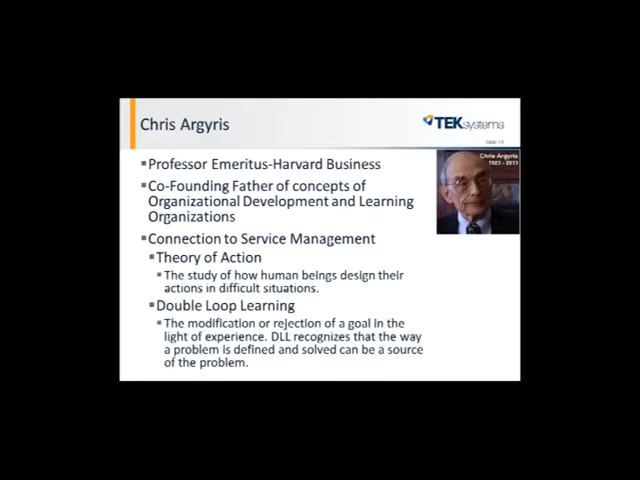 Chris Argyris
TEKsystems
Chris Argyris
1923 - 2013
Professor Emeritus-Harvard Business
Co-Founding Father of concepts of
Organizational Development and Learning
Organizations
Connection to Service Management
Theory of Action
The study of how human beings design their
actions in difficult situations.
Double Loop Learning
The modification or rejection of a goal in the
light of experience. DLL recognizes that the way
a problem is defined and solved can be a source
of the problem.